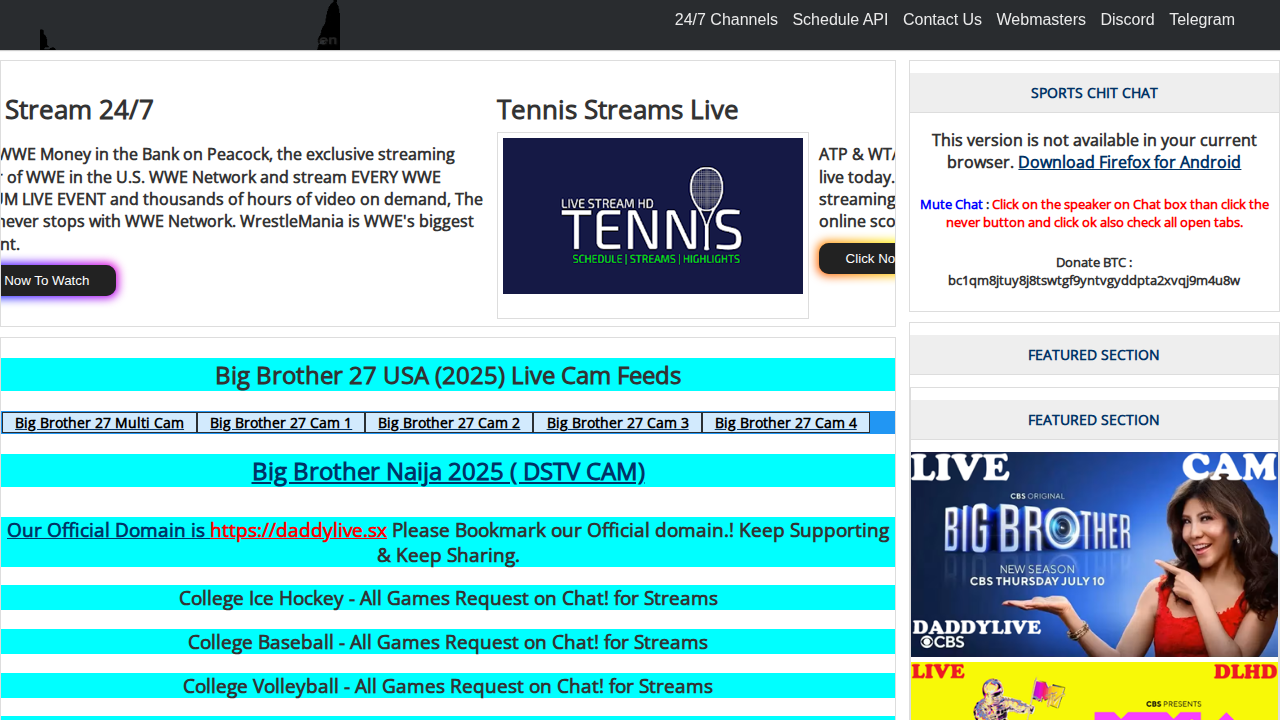 24/7 Channels Schedule API Contact Us Webmasters Discord Telegram
Stream 24/7
WWE Money in the Bank on Peacock, the exclusive streaming
of WWE in the U.S. WWE Network and stream EVERY WWE
LIVE EVENT and thousands of hours of video on demand, The
never stops with WWE Network. WrestleMania is WWE's biggest
Now To Watch
Tennis Streams Live
LIVE STREAM HD
TENNIS
SCHEDULE | STREAMS | HIGHLIGHTS
ATP & WTA
live today.
streaming
online
Click
Big Brother 27 USA (2025) Live Cam Feeds
Big Brother 27 Multi Cam Big Brother 27 Cam 1 Big Brother 27 Cam 2 Big Brother 27 Cam 3 Big Brother 27 Cam 4
Big Brother Naija 2025 ( DSTV CAM)
Our Official Domain is https://daddylive.sx Please Bookmark our Official domain.! Keep Supporting
& Keep Sharing.
College Ice Hockey - All Games Request on Chat! for Streams
College Baseball - All Games Request on Chat! for Streams
College Volleyball - All Games Request on Chat! for Streams
SPORTS CHIT CHAT
This version is not available in your current
browser. Download Firefox for Android
Mute Chat : Click on the speaker on Chat box than click the
never button and click ok also check all open tabs.
Donate BTC :
bc1qm8jtuy8j8tswtgf9yntvgyddpta2xvqj9m4u8w
FEATURED SECTION
FEATURED SECTION
LIVE CAM
CBS ORIGINAL
BIG BROTHER
NEW SEASON
CBS THURSDAY JULY 10
DADDYLIVE
CBS
LIVE DLHD
CBS PRESENTS